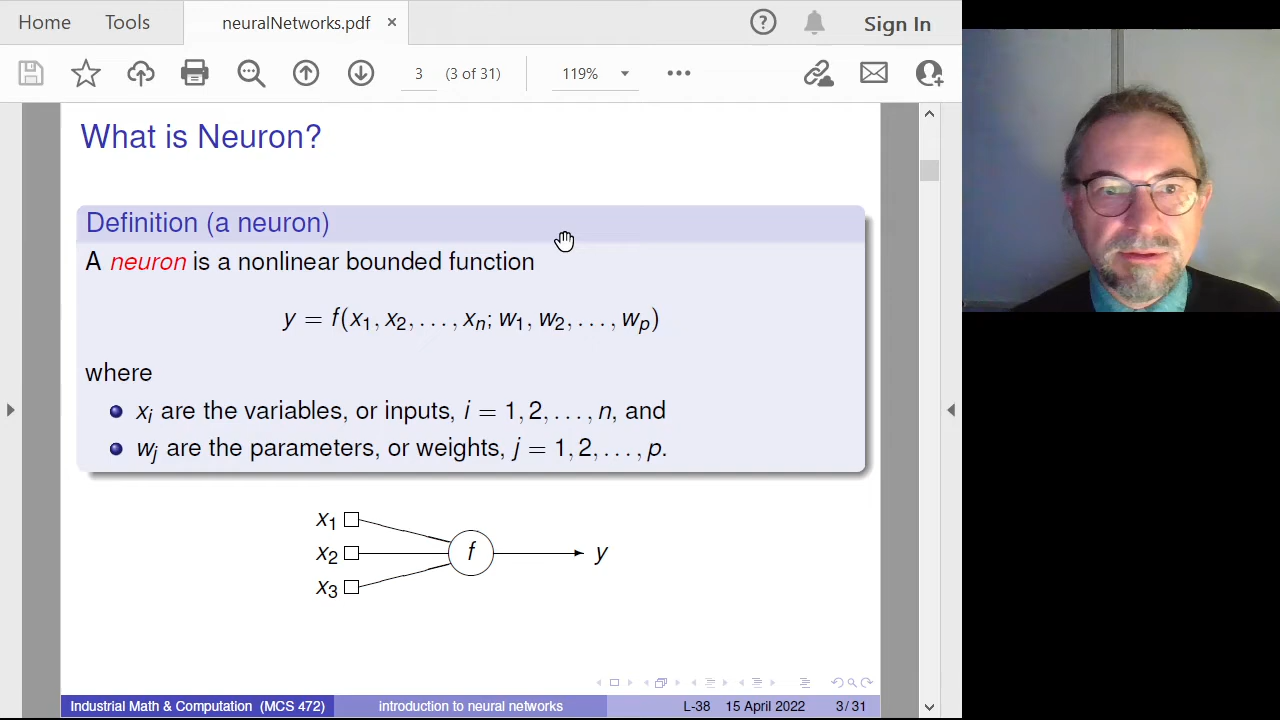 Home Tools neuralNetworks.pdf × Sign In
3 (3 of 31) 119%
What is Neuron?
Definition (a neuron)
A neuron is a nonlinear bounded function
y = f(x₁, x₂, . . . , xₙ; w₁, w₂, . . . , wₚ)
where
xᵢ are the variables, or inputs, i = 1, 2, . . . , n, and
wⱼ are the parameters, or weights, j = 1, 2, . . . , p.
x₁
x₂ f y
x₃
Industrial Math & Computation (MCS 472) introduction to neural networks L-38 15 April 2022 3 / 31